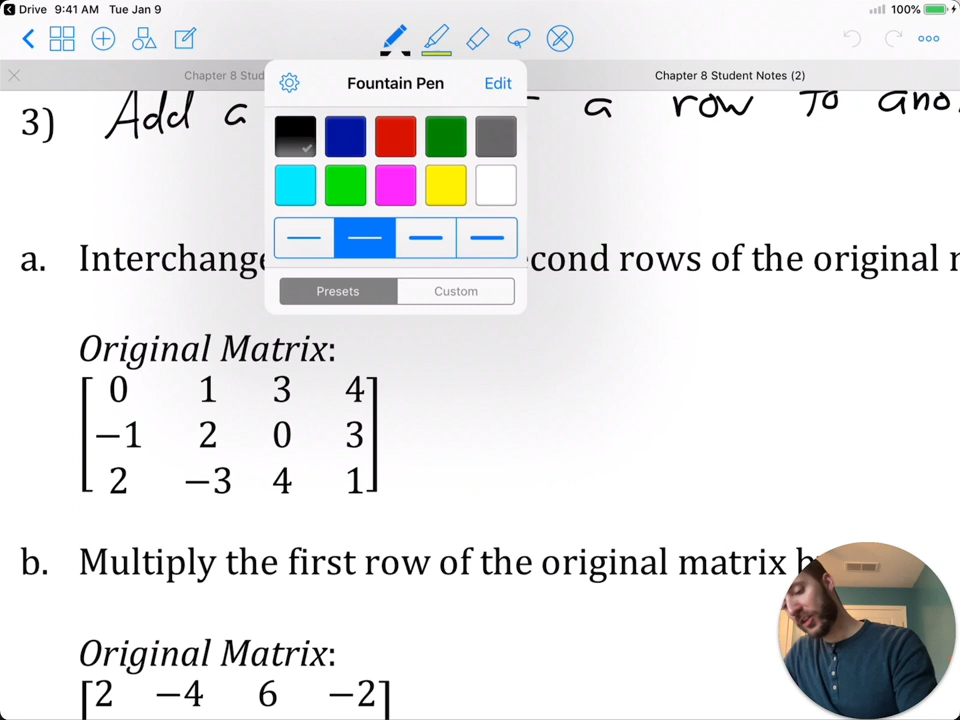 Drive 9:41 AM Tue Jan 9 100%
Chapter 8 Stud Chapter 8 Student Notes (2)
Fountain Pen Edit
3) Add a a row to ano
a. Interchange cond rows of the original
Presets Custom
Original Matrix:
0 1 3 4
−1 2 0 3
2 −3 4 1
b. Multiply the first row of the original matrix b
Original Matrix:
2 −4 6 −2